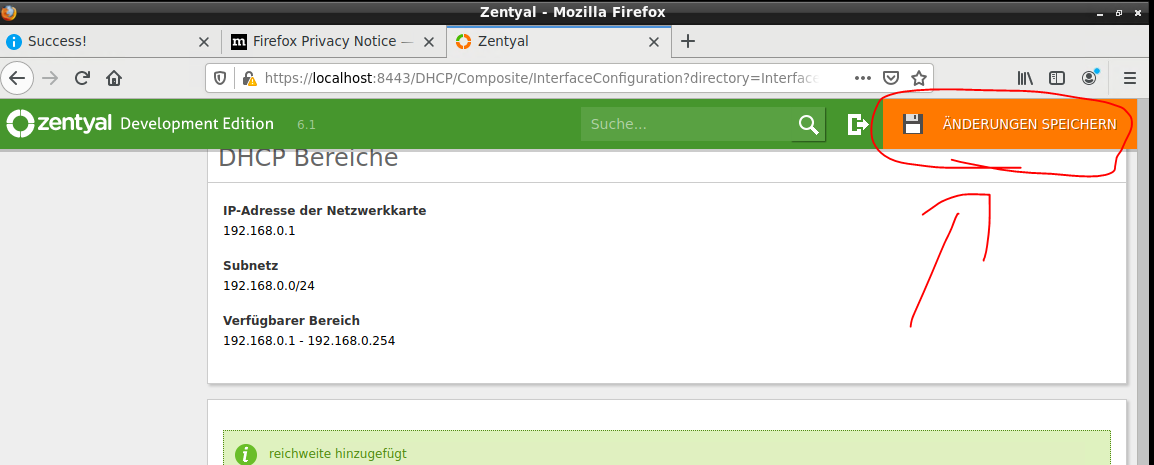 Zentyal - Mozilla Firefox
Success!
Firefox Privacy Notice —
Zentyal
https://localhost:8443/DHCP/Composite/InterfaceConfiguration?directory=Interface
zentyal Development Edition 6.1
Suche...
ÄNDERUNGEN SPEICHERN
DHCP Bereiche
IP-Adresse der Netzwerkkarte
192.168.0.1
Subnetz
192.168.0.0/24
Verfügbarer Bereich
192.168.0.1 - 192.168.0.254
reichweite hinzugefügt